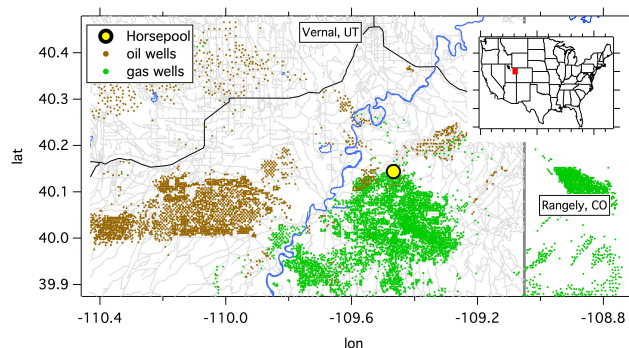 Vernal, UT
Horsepool
oil wells
gas wells
40.4
40.3
40.2
40.1
40.0
39.9
lat
Rangely, CO
-110.4
-110.0
-109.6
-109.2
-108.8
lon